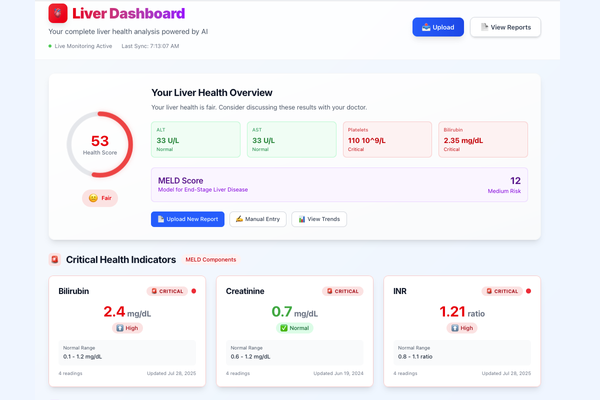 Liver Dashboard
Your complete liver health analysis powered by AI
Live Monitoring Active Last Sync: 7:13:07 AM
Upload
View Reports
53
Health Score
Fair
Your Liver Health Overview
Your liver health is fair. Consider discussing these results with your doctor.
ALT
33 U/L
Normal
AST
33 U/L
Normal
Platelets
110 10^9/L
Critical
Bilirubin
2.35 mg/dL
Critical
MELD Score
Model for End-Stage Liver Disease
12
Medium Risk
Upload New Report
Manual Entry
View Trends
Critical Health Indicators MELD Components
Bilirubin
CRITICAL
2.4 mg/dL
High
Normal Range
0.1 - 1.2 mg/dL
4 readings Updated Jul 28, 2025
Creatinine
CRITICAL
0.7 mg/dL
Normal
Normal Range
0.6 - 1.2 mg/dL
4 readings Updated Jun 19, 2024
INR
CRITICAL
1.21 ratio
High
Normal Range
0.8 - 1.1 ratio
4 readings Updated Jul 28, 2025